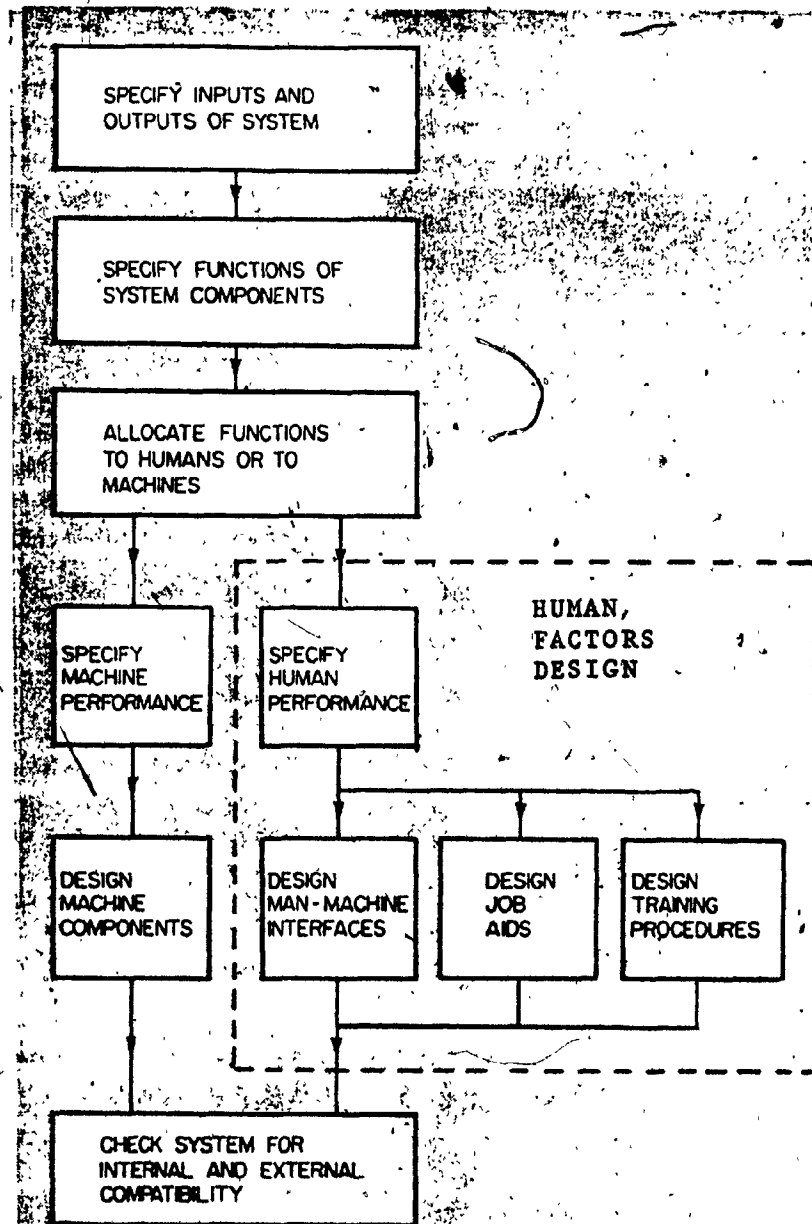 SPECIFY INPUTS AND
OUTPUTS OF SYSTEM
SPECIFY FUNCTIONS OF
SYSTEM COMPONENTS
ALLOCATE FUNCTIONS
TO HUMANS OR TO
MACHINES
HUMAN,
FACTORS
DESIGN
SPECIFY
MACHINE
PERFORMANCE
SPECIFY
HUMAN
PERFORMANCE
DESIGN
MACHINE
COMPONENTS
DESIGN
MAN-MACHINE
INTERFACES
DESIGN
JOB
AIDS
DESIGN
TRAINING
PROCEDURES
CHECK SYSTEM FOR
INTERNAL AND EXTERNAL
COMPATIBILITY